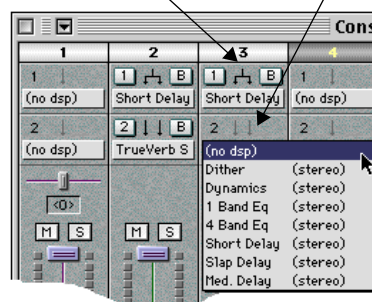 Cons
1 2 3 4
1 1 B 1 B 1
(no dsp) Short Delay Short Delay (no dsp)
2 2 B 2 2
(no dsp) TrueVerb S (no dsp)
Dither (stereo)
Dynamics (stereo)
<0> 1 Band Eq (stereo)
4 Band Eq (stereo)
M S M S Short Delay (stereo)
Slap Delay (stereo)
Med. Delay (stereo)